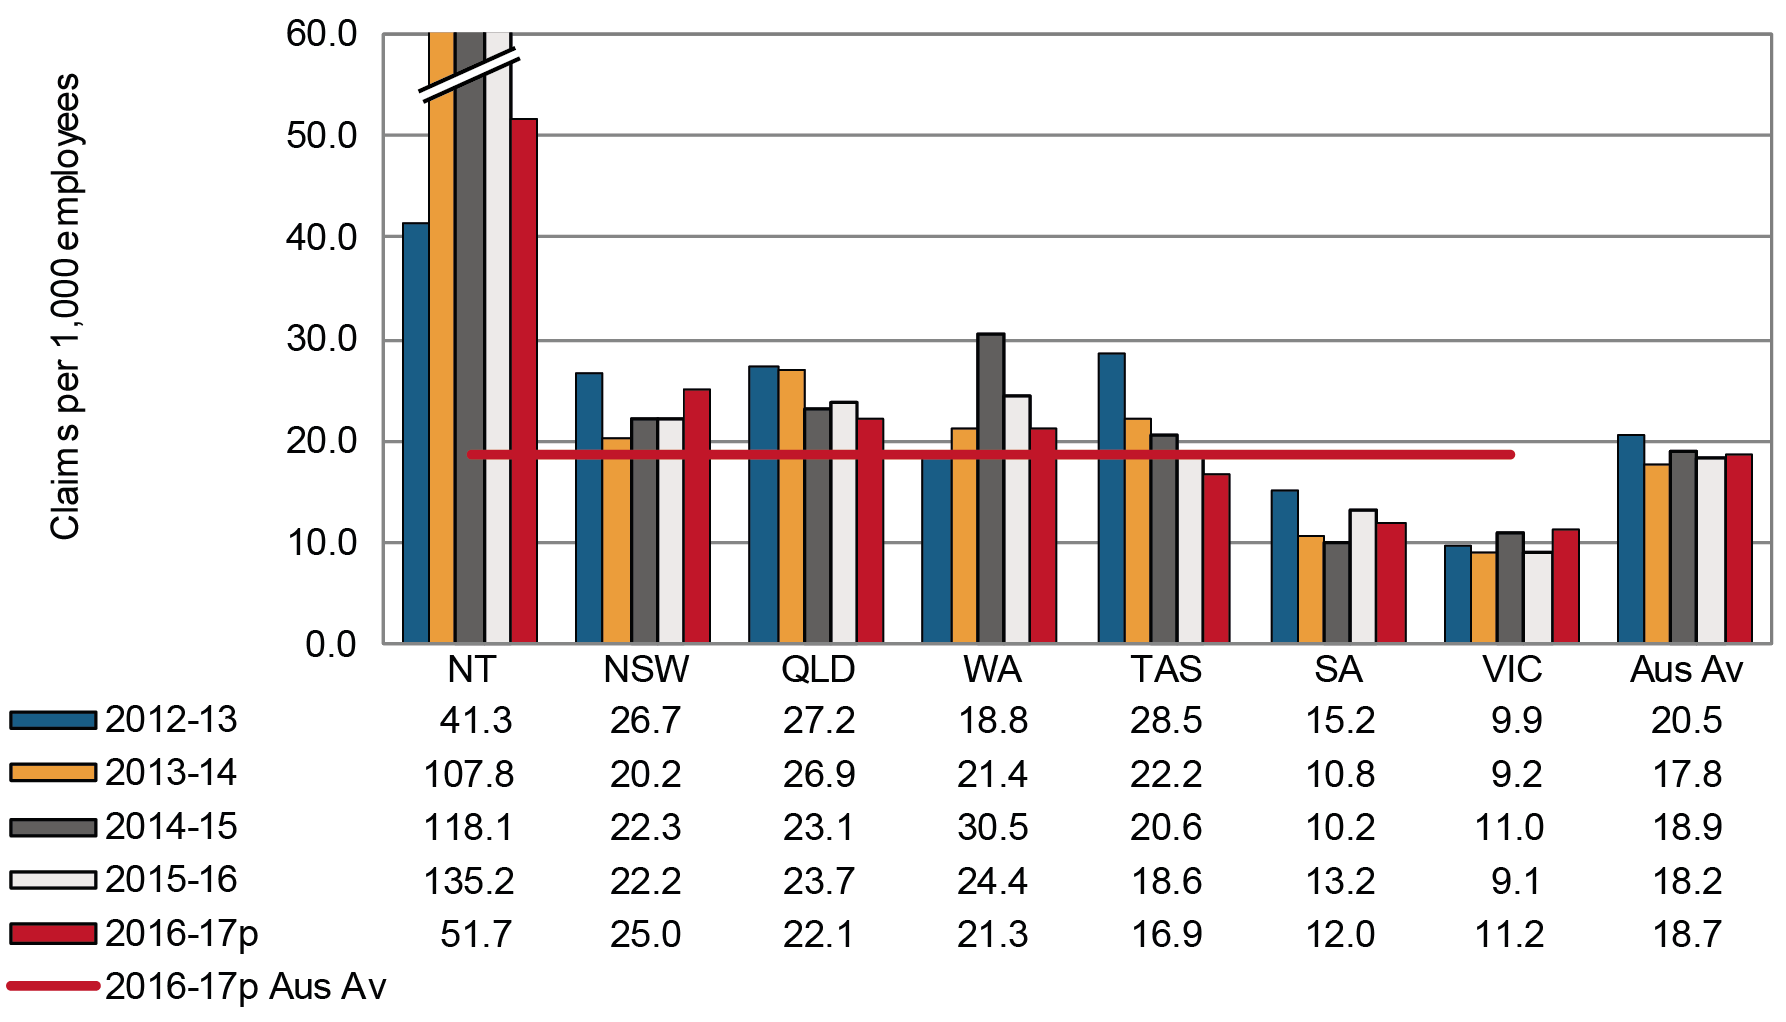 Claims per 1,000 employees
60.0
50.0
40.0
30.0
20.0
10.0
0.0
NT NSW QLD WA TAS SA VIC Aus Av
2012-13 41.3 26.7 27.2 18.8 28.5 15.2 9.9 20.5
2013-14 107.8 20.2 26.9 21.4 22.2 10.8 9.2 17.8
2014-15 118.1 22.3 23.1 30.5 20.6 10.2 11.0 18.9
2015-16 135.2 22.2 23.7 24.4 18.6 13.2 9.1 18.2
2016-17p 51.7 25.0 22.1 21.3 16.9 12.0 11.2 18.7
2016-17p Aus Av